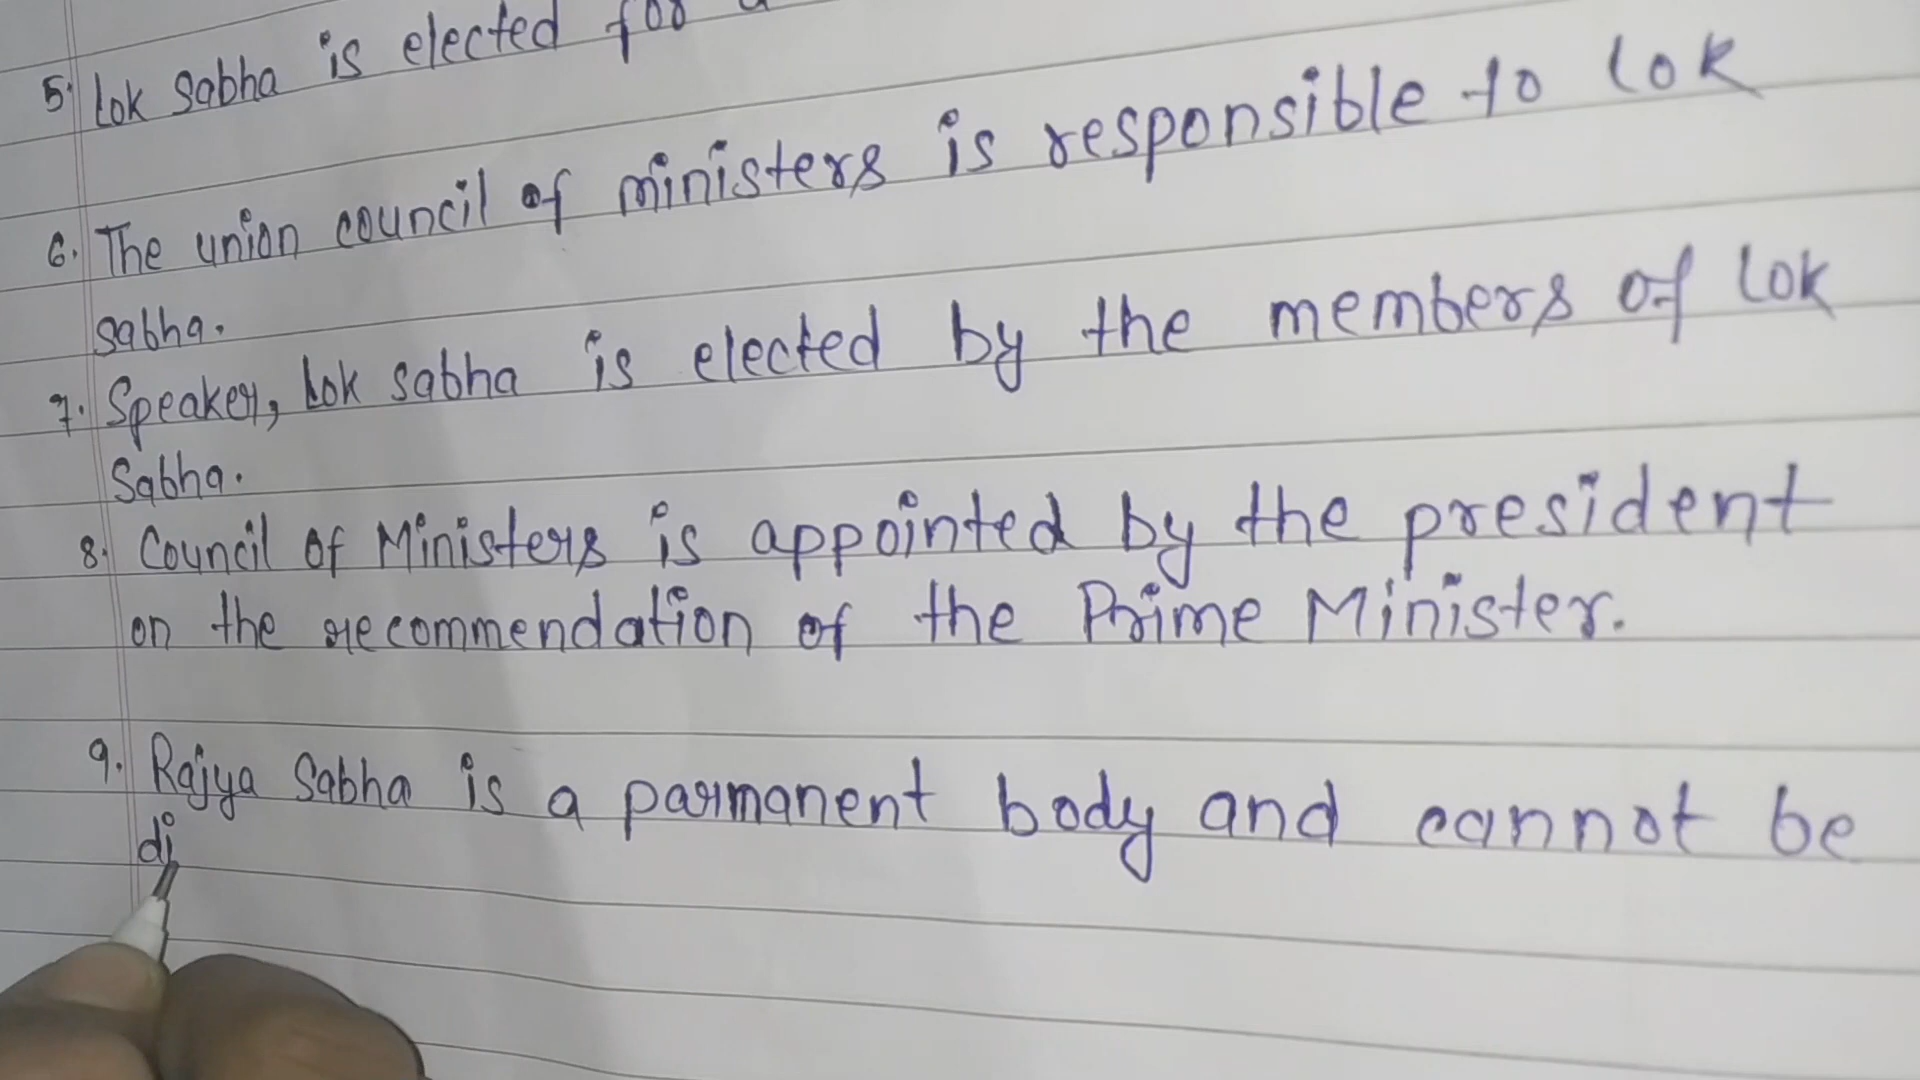 5. Lok Sabha is elected for
6. The union council of ministers is responsible to Lok
sabha.
7. Speaker, Lok sabha is elected by the members of Lok
Sabha.
8. Council of Ministers is appointed by the president
on the recommendation of the Prime Minister.
9. Rajya Sabha is a parmanent body and cannot be
di